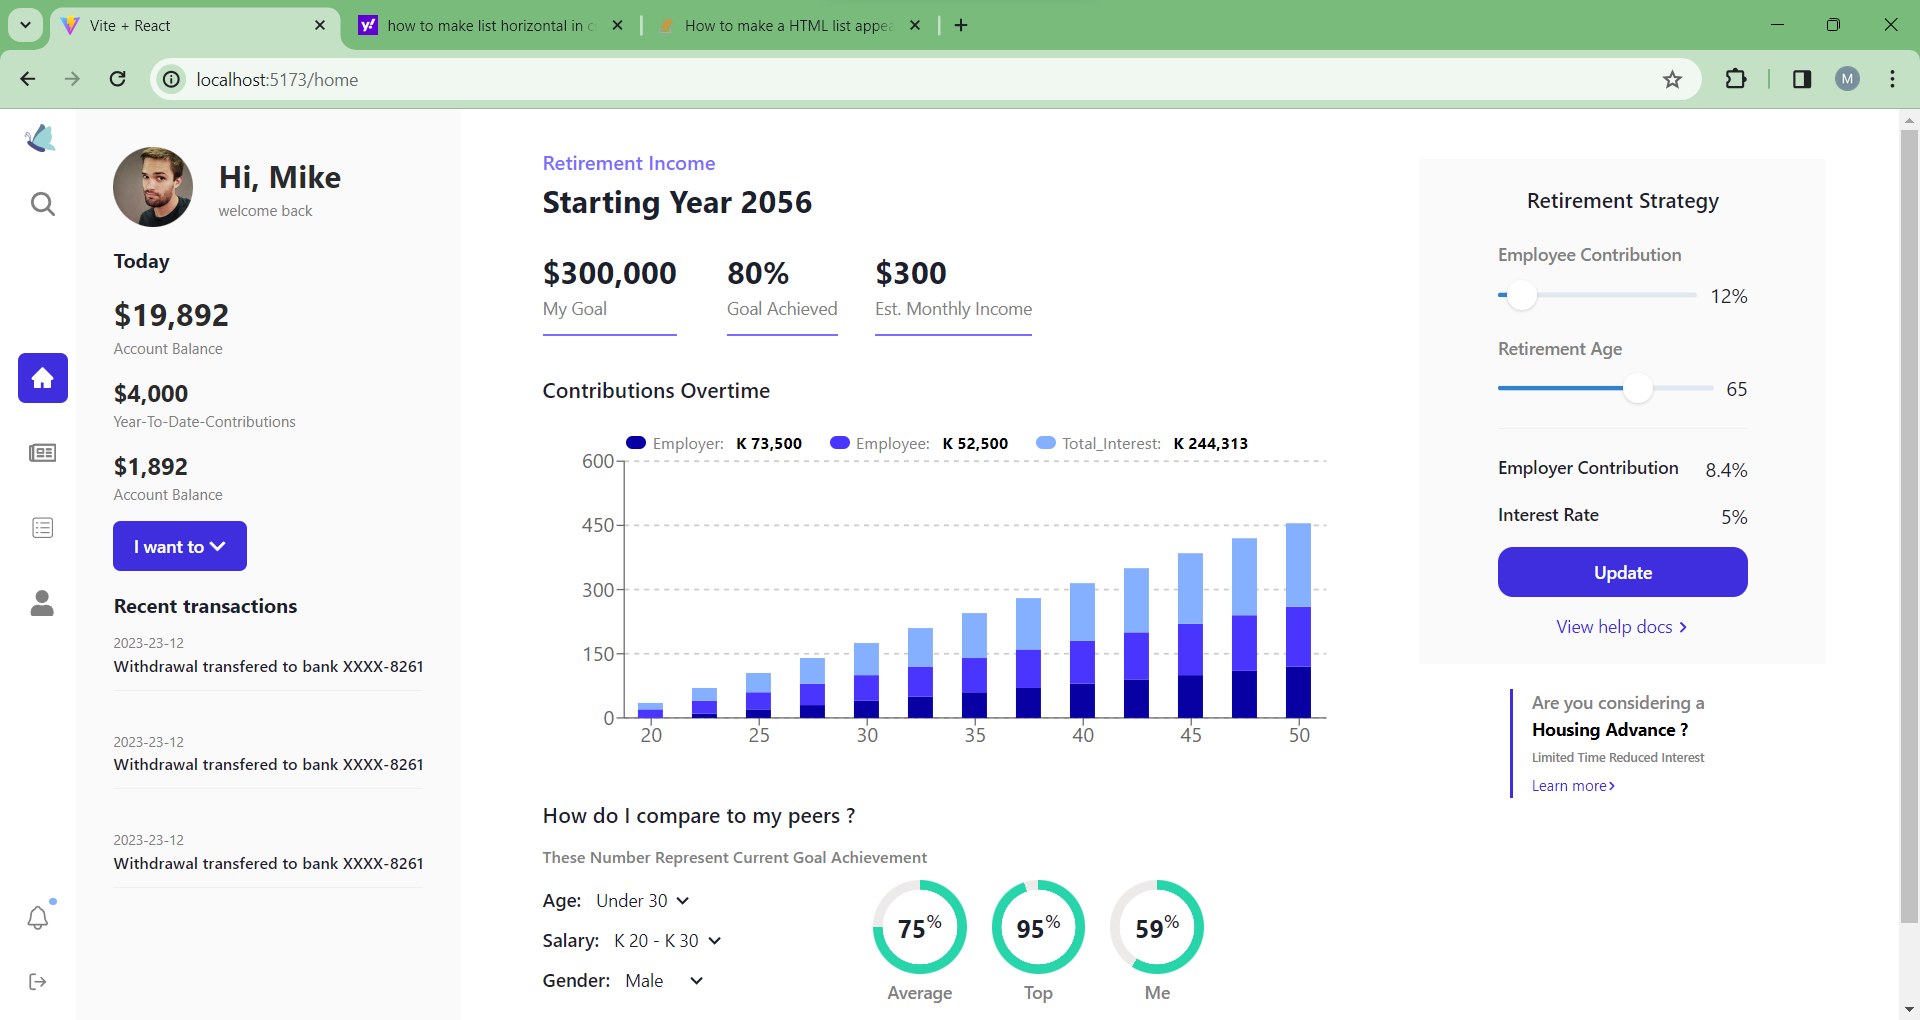 Vite + React
how to make list horizontal in c
How to make a HTML list appea
localhost:5173/home
M
Hi, Mike
welcome back
Today
$19,892
Account Balance
$4,000
Year-To-Date-Contributions
$1,892
Account Balance
I want to
Recent transactions
2023-23-12
Withdrawal transfered to bank XXXX-8261
2023-23-12
Withdrawal transfered to bank XXXX-8261
2023-23-12
Withdrawal transfered to bank XXXX-8261
Retirement Income
Starting Year 2056
$300,000
My Goal
80%
Goal Achieved
$300
Est. Monthly Income
Contributions Overtime
Employer: K 73,500 Employee: K 52,500 Total_Interest: K 244,313
600
450
300
150
0
20 25 30 35 40 45 50
How do I compare to my peers ?
These Number Represent Current Goal Achievement
Age: Under 30
Salary: K 20 - K 30
Gender: Male
75%
Average
95%
Top
59%
Me
Retirement Strategy
Employee Contribution
12%
Retirement Age
65
Employer Contribution 8.4%
Interest Rate 5%
Update
View help docs >
Are you considering a
Housing Advance ?
Limited Time Reduced Interest
Learn more>